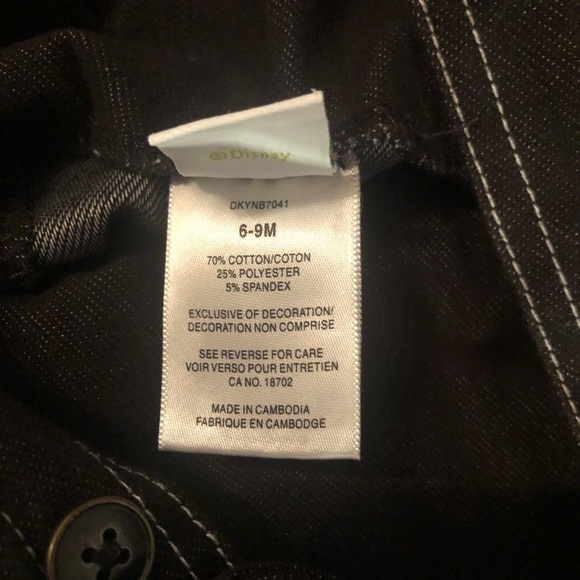 ©Disney
DKYNB7041
6-9M
70% COTTON/COTON
25% POLYESTER
5% SPANDEX
EXCLUSIVE OF DECORATION/
DECORATION NON COMPRISE
SEE REVERSE FOR CARE
VOIR VERSO POUR ENTRETIEN
CA NO. 18702
MADE IN CAMBODIA
FABRIQUE EN CAMBODGE